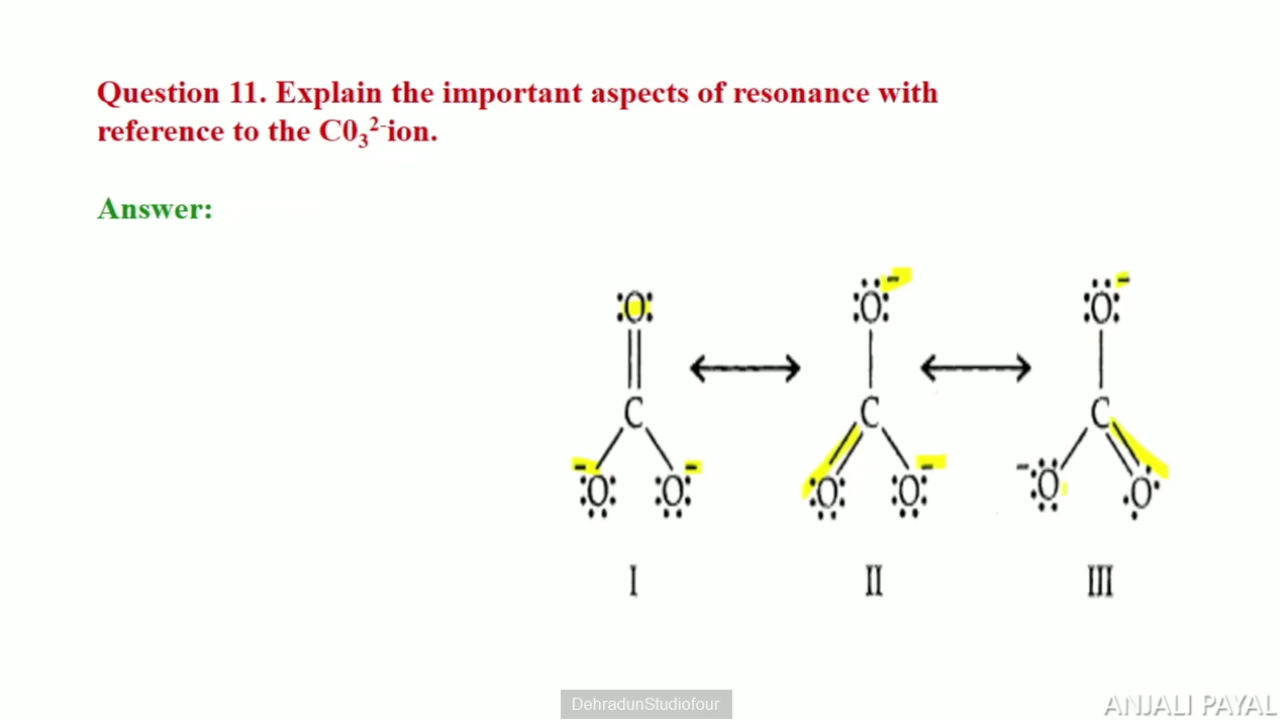 Question 11. Explain the important aspects of resonance with
reference to the C0₃²⁻ion.
Answer:
:O: :Ö:⁻ :Ö:⁻
C C C
⁻:O: :O:⁻ :O: :O:⁻ ⁻:O: O
I II III
DehradunStudiofour
ANJALI PAYAL